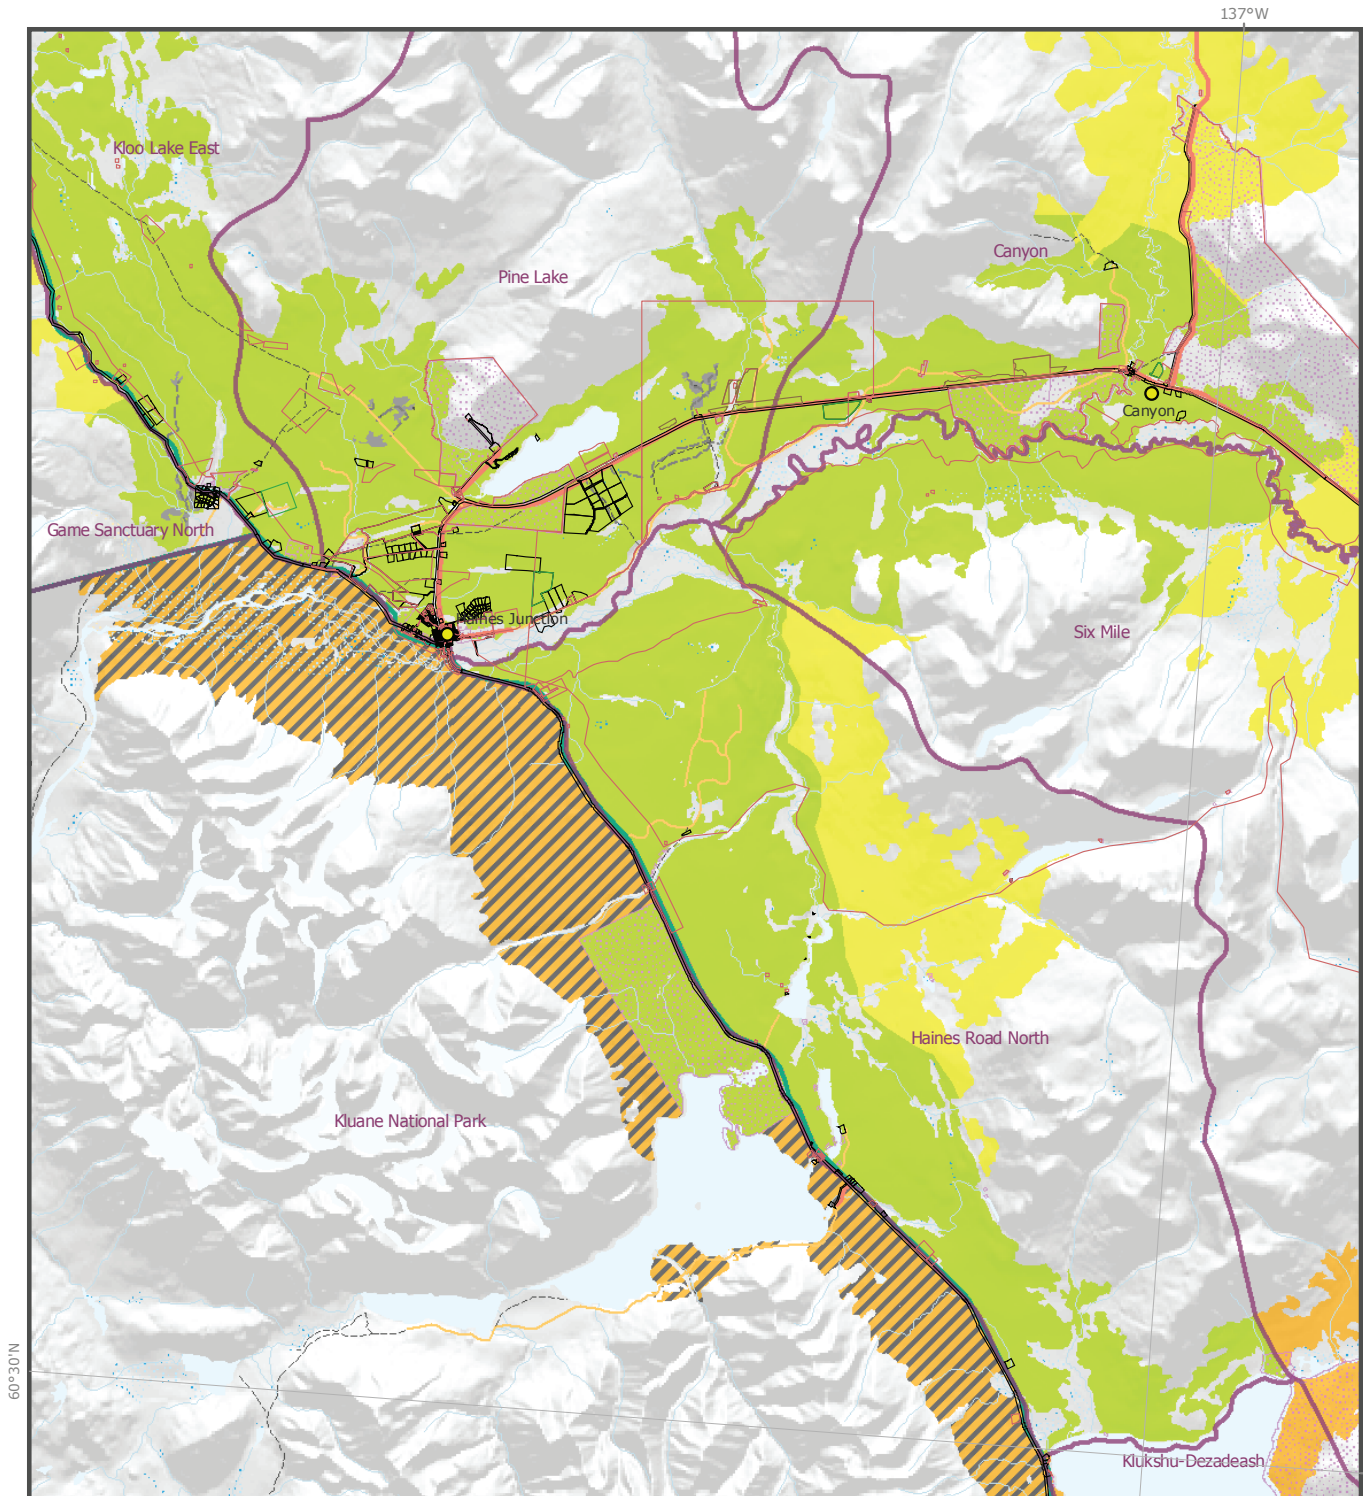 137°W
Kloo Lake East
Canyon
Pine Lake
Canyon
Game Sanctuary North
Haines Junction
Six Mile
Haines Road North
Kluane National Park
60°30'N
Klukshu-Dezadeash